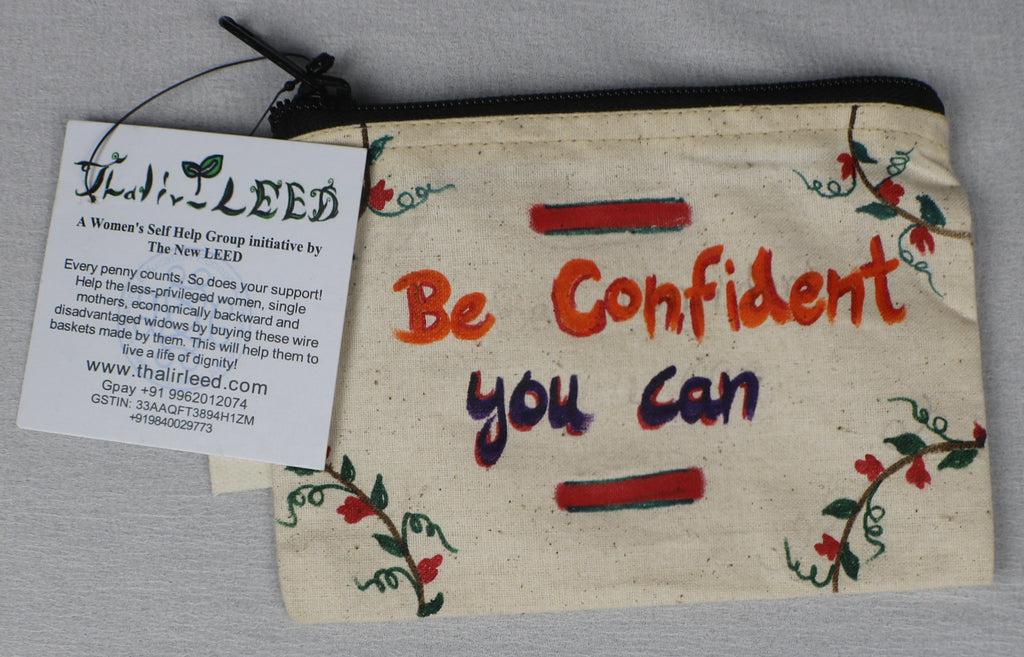 Thalir LEED
A Women's Self Help Group initiative by
The New LEED
Every penny counts. So does your support!
Help the less-privileged women, single
mothers, economically backward and
disadvantaged widows by buying these wire
baskets made by them. This will help them to
live a life of dignity!
www.thalirleed.com
Gpay +91 9962012074
GSTIN: 33AAQFT3894H1ZM
+919840029773
Be Confident
you can